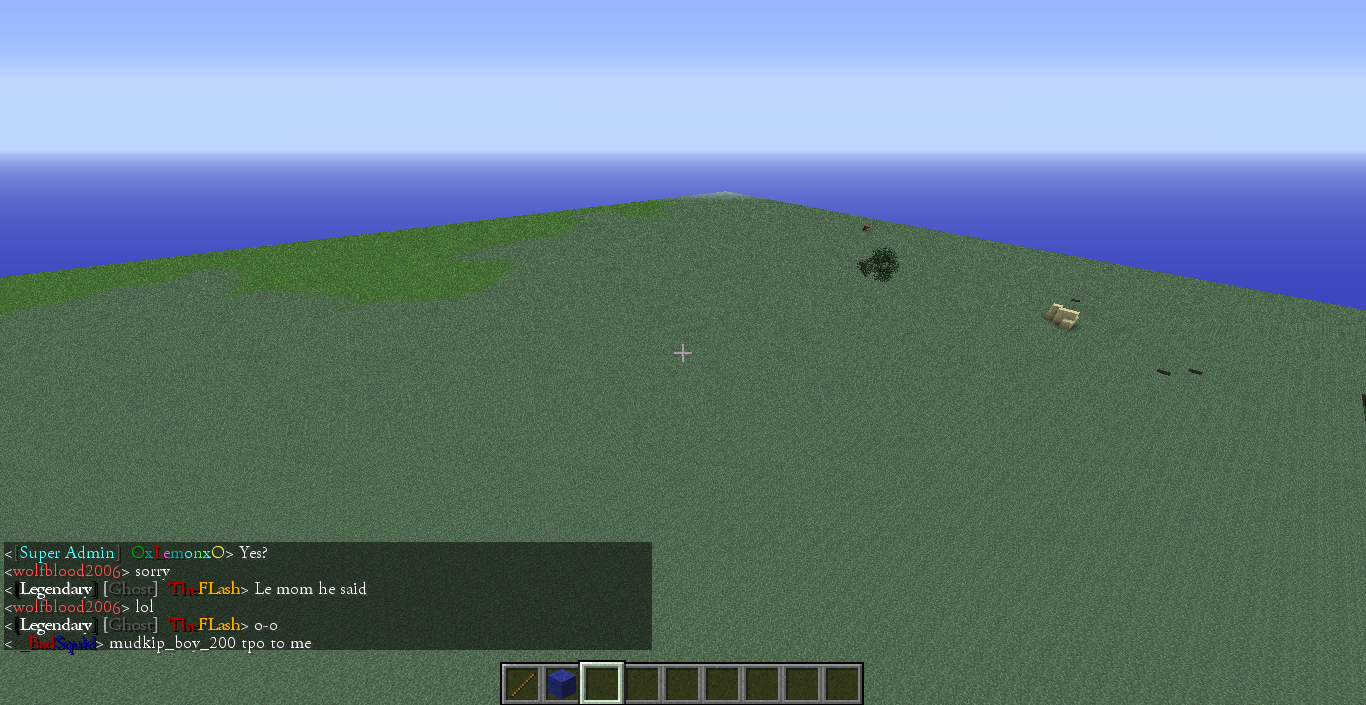 <[Super Admin] OxLemonxO> Yes?
<wolfblood2006> sorry
<[Legendary] [Ghost] TheFLash> Le mom he said
<wolfblood2006> lol
<[Legendary] [Ghost] TheFLash> o-o
<_BadSquid> mudkip_boy_200 tpo to me